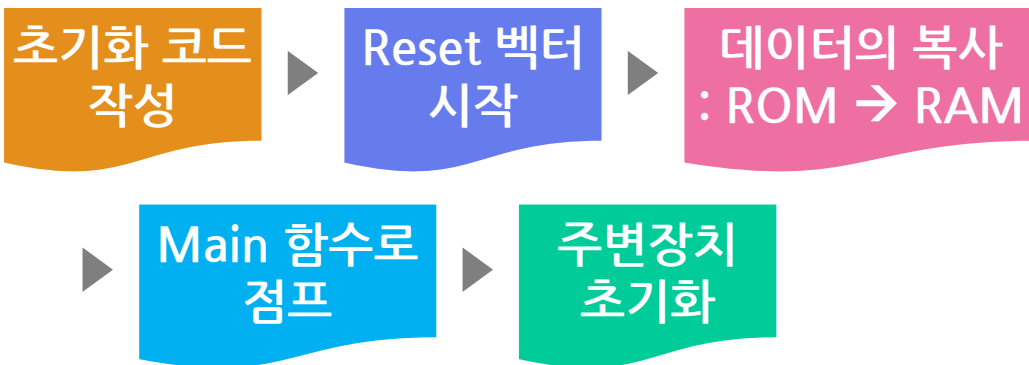 초기화 코드
작성
Reset 벡터
시작
데이터의 복사
: ROM → RAM
Main 함수로
점프
주변장치
초기화